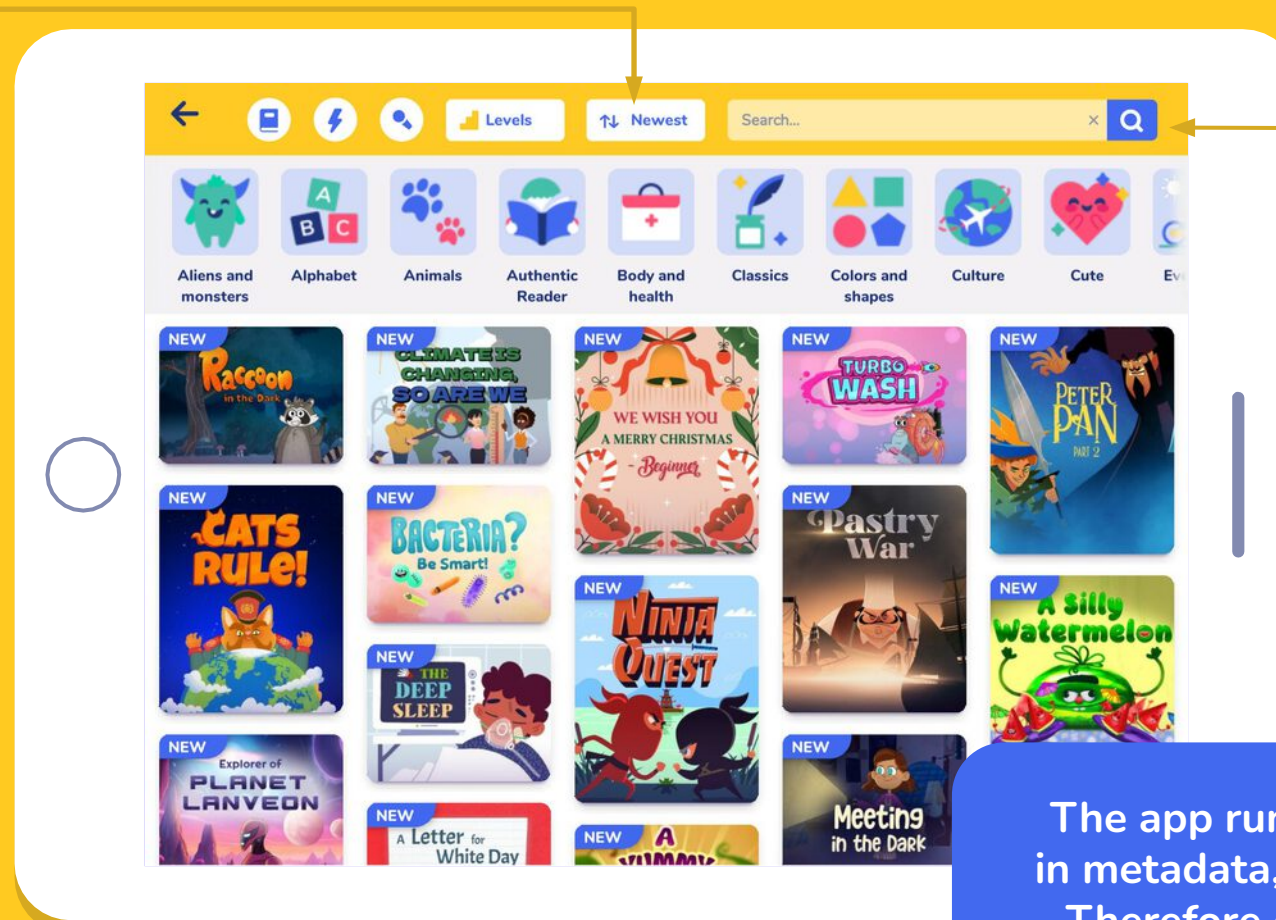 Levels
Newest
Search...
A
B
C
Aliens and
monsters
Alphabet
Animals
Authentic
Reader
Body and
health
Classics
Colors and
shapes
Culture
Cute
NEW
Raccoon
in the Dark
NEW
CLIMATE IS
CHANGING,
SO ARE WE
NEW
WE WISH YOU
A MERRY CHRISTMAS
- Beginner -
NEW
TURBO
WASH
NEW
PETER
PAN
PART 2
NEW
CATS
RULE!
NEW
BACTERIA?
Be Smart!
NEW
Pastry
War
NEW
NINJA
QUEST
NEW
A Silly
Watermelon
NEW
THE
DEEP
SLEEP
NEW
Explorer of
PLANET
LANVEON
NEW
Meeting
in the Dark
NEW
A Letter for
White Day
NEW
A
YUMMY
The app
in metadata,
Therefore